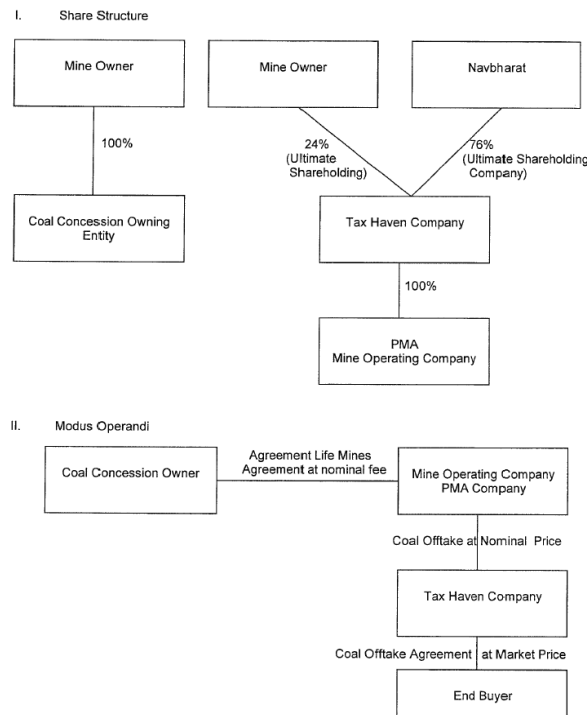 I. Share Structure
Mine Owner
Mine Owner
Navbharat
100%
24%
(Ultimate
Shareholding)
76%
(Ultimate Shareholding
Company)
Coal Concession Owning
Entity
Tax Haven Company
100%
PMA
Mine Operating Company
II. Modus Operandi
Coal Concession Owner
Agreement Life Mines
Agreement at nominal fee
Mine Operating Company
PMA Company
Coal Offtake at Nominal Price
Tax Haven Company
Coal Offtake Agreement at Market Price
End Buyer